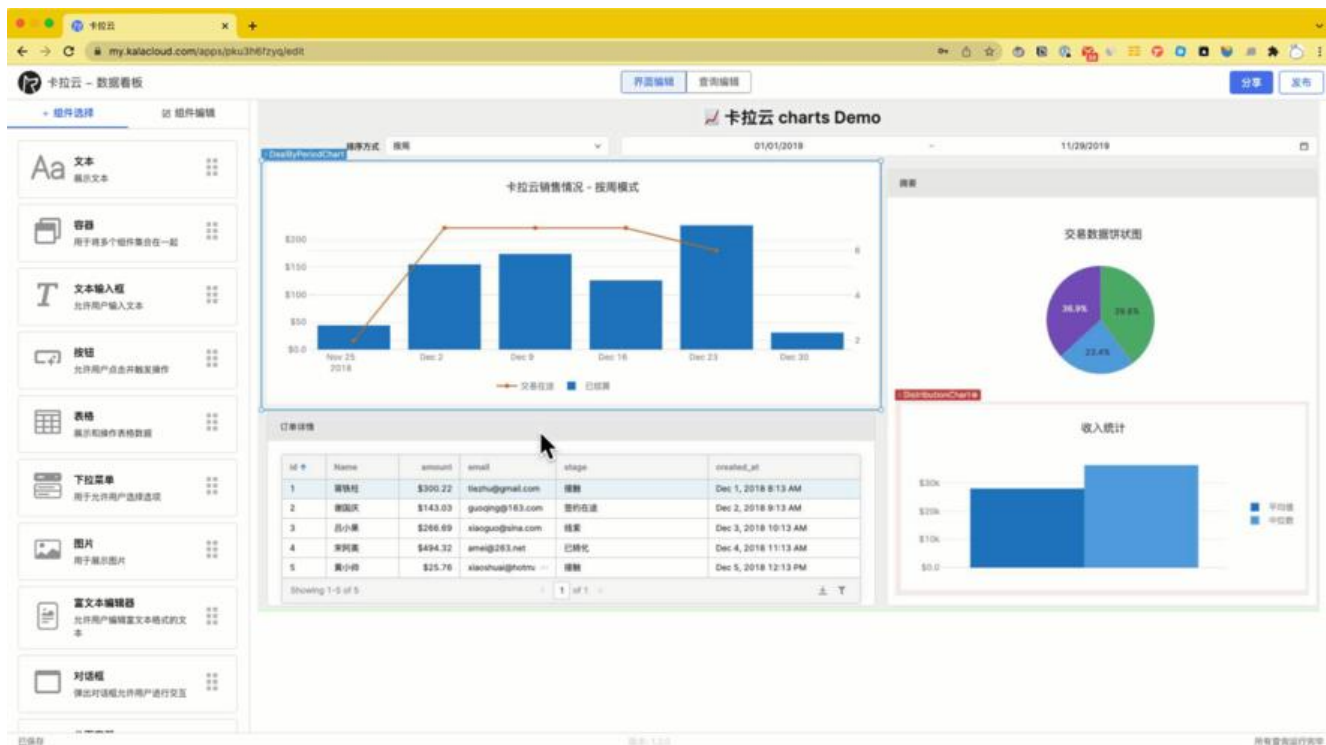 卡拉云
my.kalacloud.com/apps/pku3h6fzyq/edit
卡拉云 – 数据看板
界面编辑 查询编辑
分享 发布
+ 组件选择 组件编辑
📈 卡拉云 charts Demo
排序方式 按周 01/01/2018 – 11/29/2019
DealByPeriodChart
Aa
文本
展示文本
容器
用于将多个组件集合在一起
T
文本输入框
允许用户输入文本
按钮
允许用户点击并触发操作
表格
展示和操作表格数据
下拉菜单
用于允许用户选择选项
图片
用于展示图片
富文本编辑器
允许用户编辑富文本格式的文
本
对话框
弹出对话框允许用户进行交互
卡拉云销售情况 – 按周模式
$200
$150
$100
$50
$0.0
6
4
2
Nov 25 Dec 2 Dec 9 Dec 16 Dec 23 Dec 30
2018
交易在途 已结算
摘要
交易数据饼状图
36.9%
22.4%
DistributionChart
收入统计
$30k
$20k
$10k
$0.0
平均值
中位数
订单详情
id Name amount email stage created_at
1 蒋铁柱 $300.22 tiezhu@gmail.com 接触 Dec 1, 2018 8:13 AM
2 谢国庆 $143.03 guoqing@163.com 签约在途 Dec 2, 2018 9:13 AM
3 吕小果 $266.69 xiaoguo@sina.com 线索 Dec 3, 2018 10:13 AM
4 宋阿美 $494.32 amei@263.net 已转化 Dec 4, 2018 11:13 AM
5 黄小帅 $25.76 xiaoshuai@hotm 接触 Dec 5, 2018 12:13 PM
Showing 1-5 of 5 1 of 1
已保存
所有查询运行完毕